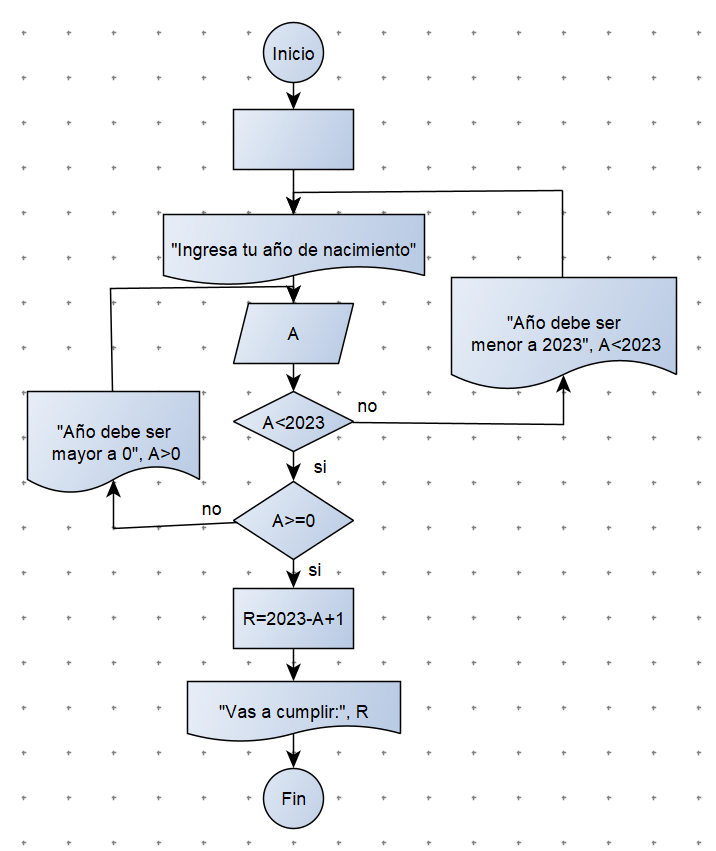 Inicio
"Ingresa tu año de nacimiento"
A
A<2023
no
"Año debe ser
menor a 2023", A<2023
si
A>=0
no
"Año debe ser
mayor a 0", A>0
si
R=2023-A+1
"Vas a cumplir:", R
Fin